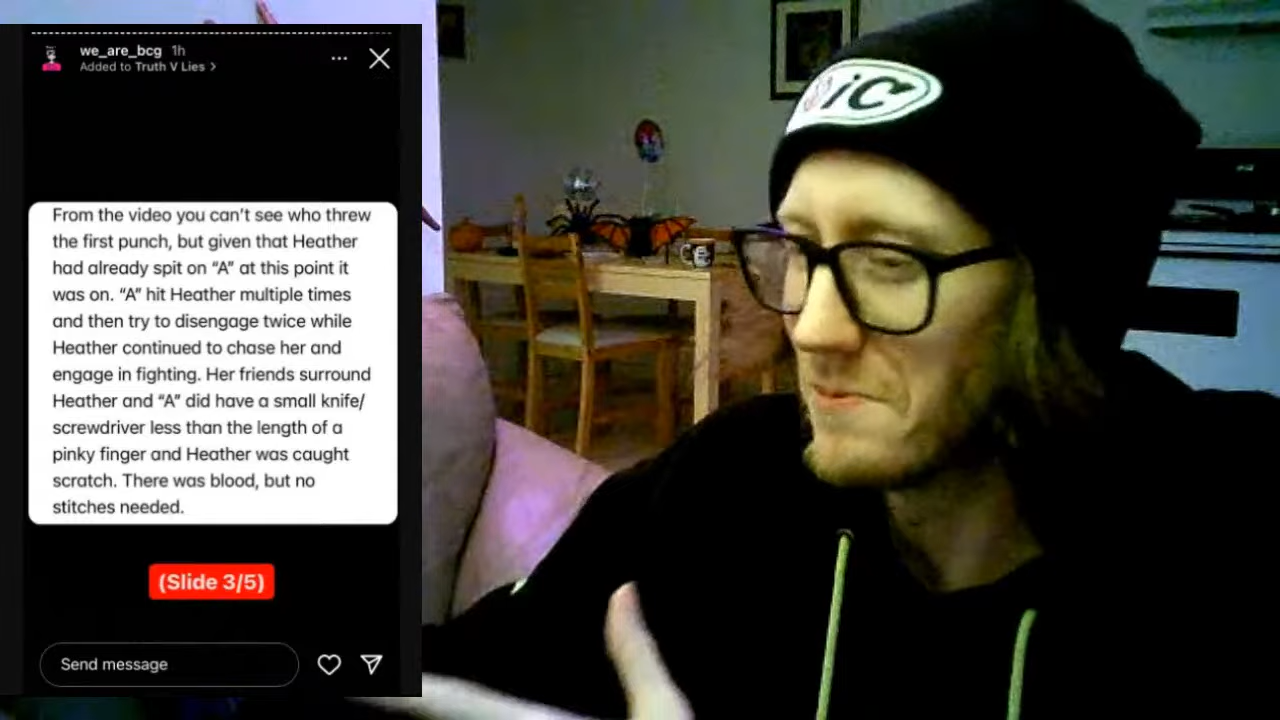 we_are_bcg 1h
Added to Truth V Lies >
From the video you can't see who threw
the first punch, but given that Heather
had already spit on “A” at this point it
was on. “A” hit Heather multiple times
and then try to disengage twice while
Heather continued to chase her and
engage in fighting. Her friends surround
Heather and “A” did have a small knife/
screwdriver less than the length of a
pinky finger and Heather was caught
scratch. There was blood, but no
stitches needed.
(Slide 3/5)
Send message
iC